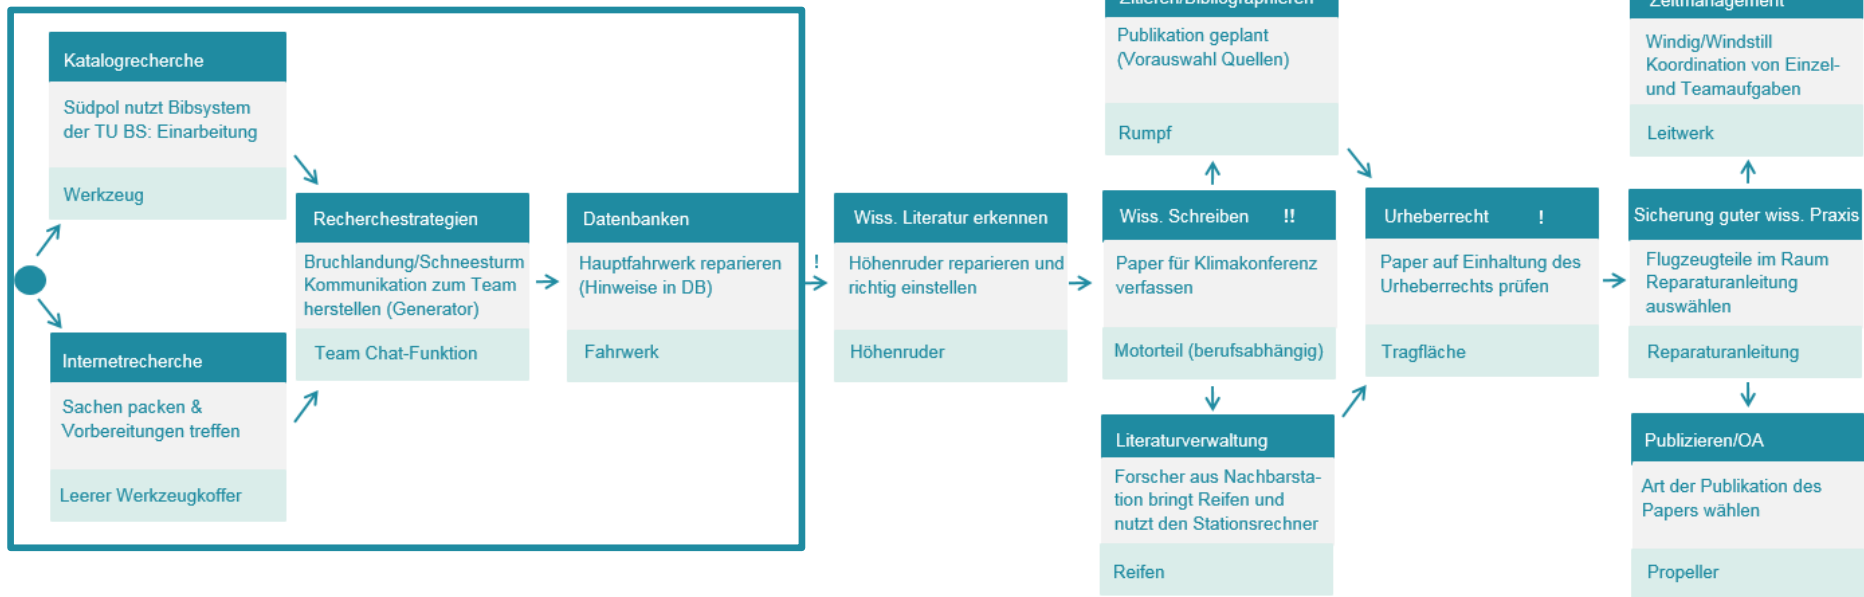 Katalogrecherche
Südpol nutzt Bibsystem
der TU BS: Einarbeitung
Werkzeug
Internetrecherche
Sachen packen &
Vorbereitungen treffen
Leerer Werkzeugkoffer
Recherchestrategien
Bruchlandung/Schneesturm
Kommunikation zum Team
herstellen (Generator)
Team Chat-Funktion
Datenbanken
Hauptfahrwerk reparieren
(Hinweise in DB)
Fahrwerk
!
Wiss. Literatur erkennen
Höhenruder reparieren und
richtig einstellen
Höhenruder
Zitieren/Bibliographieren
Publikation geplant
(Vorauswahl Quellen)
Rumpf
Wiss. Schreiben !!
Paper für Klimakonferenz
verfassen
Motorteil (berufsabhängig)
Literaturverwaltung
Forscher aus Nachbarsta-
tion bringt Reifen und
nutzt den Stationsrechner
Reifen
Urheberrecht !
Paper auf Einhaltung des
Urheberrechts prüfen
Tragfläche
Zeitmanagement
Windig/Windstill
Koordination von Einzel-
und Teamaufgaben
Leitwerk
Sicherung guter wiss. Praxis
Flugzeugteile im Raum
Reparaturanleitung
auswählen
Reparaturanleitung
Publizieren/OA
Art der Publikation des
Papers wählen
Propeller